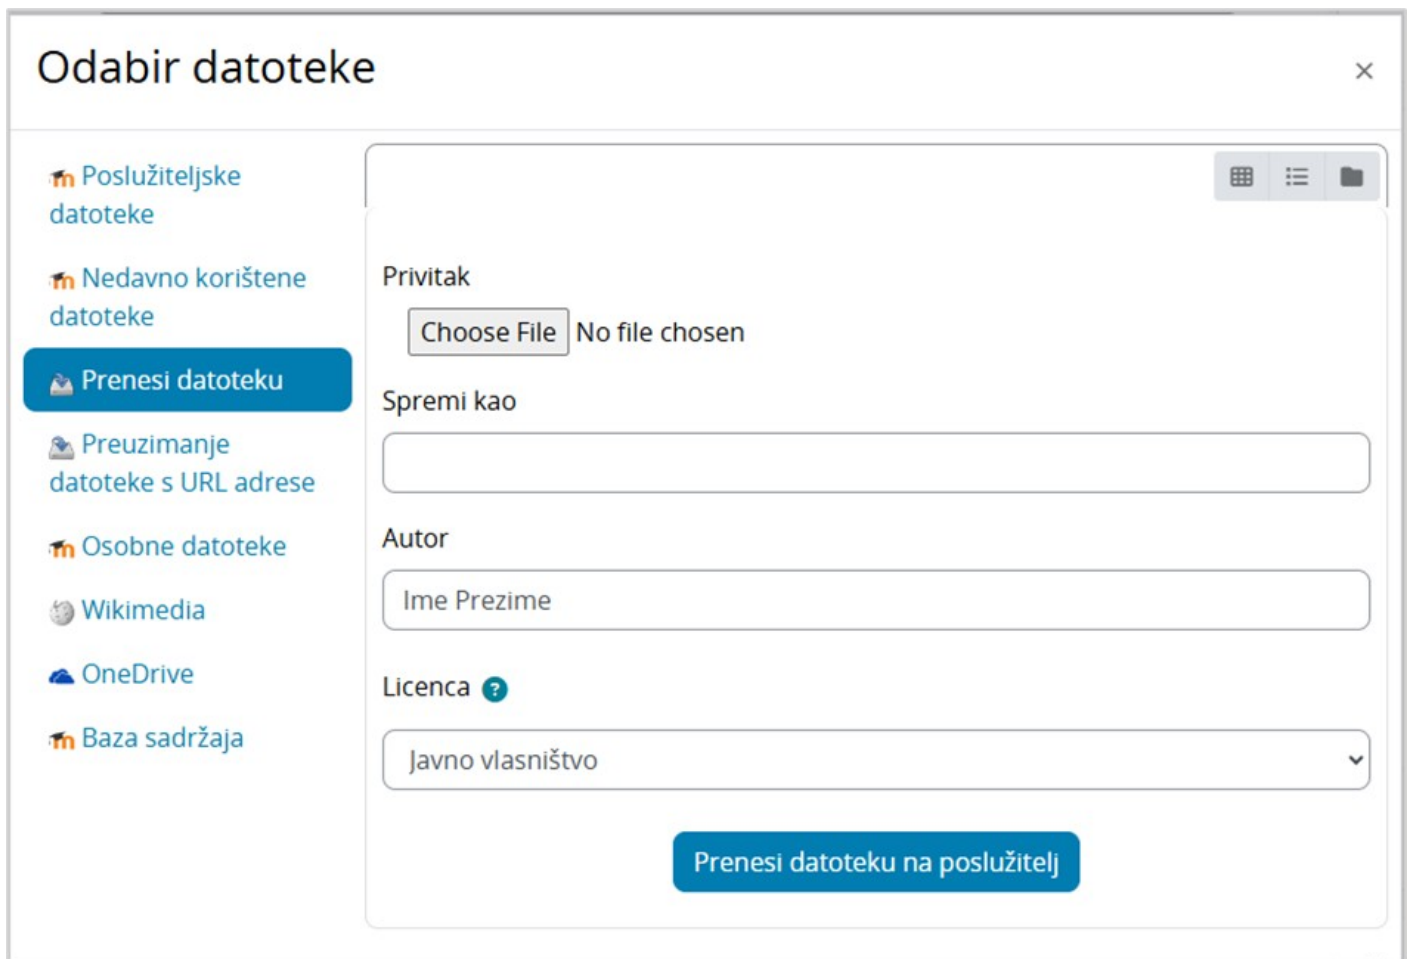 Odabir datoteke
×
Poslužiteljske
datoteke
Nedavno korištene
datoteke
Prenesi datoteku
Preuzimanje
datoteke s URL adrese
Osobne datoteke
Wikimedia
OneDrive
Baza sadržaja
Privitak
Choose File No file chosen
Spremi kao
Autor
Ime Prezime
Licenca ?
Javno vlasništvo
Prenesi datoteku na poslužitelj